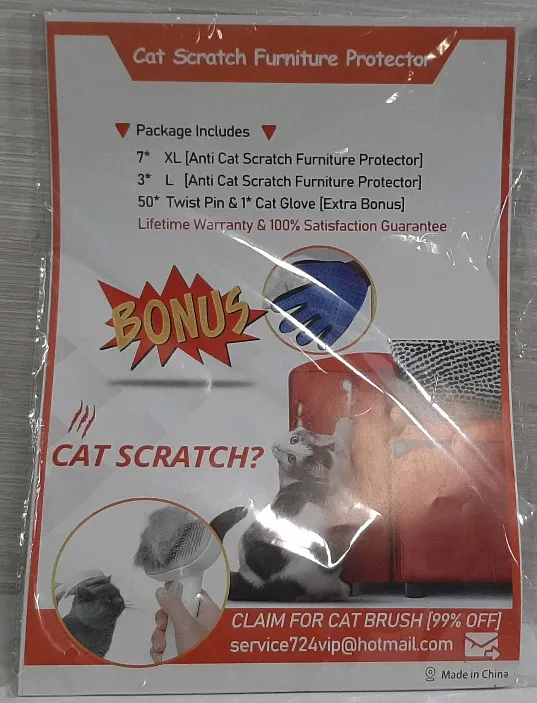 Cat Scratch Furniture Protector
Package Includes
7* XL [Anti Cat Scratch Furniture Protector]
3* L [Anti Cat Scratch Furniture Protector]
50* Twist Pin & 1* Cat Glove [Extra Bonus]
Lifetime Warranty & 100% Satisfaction Guarantee
BONUS
CAT SCRATCH?
CLAIM FOR CAT BRUSH [99% OFF]
service724vip@hotmail.com
Made in China